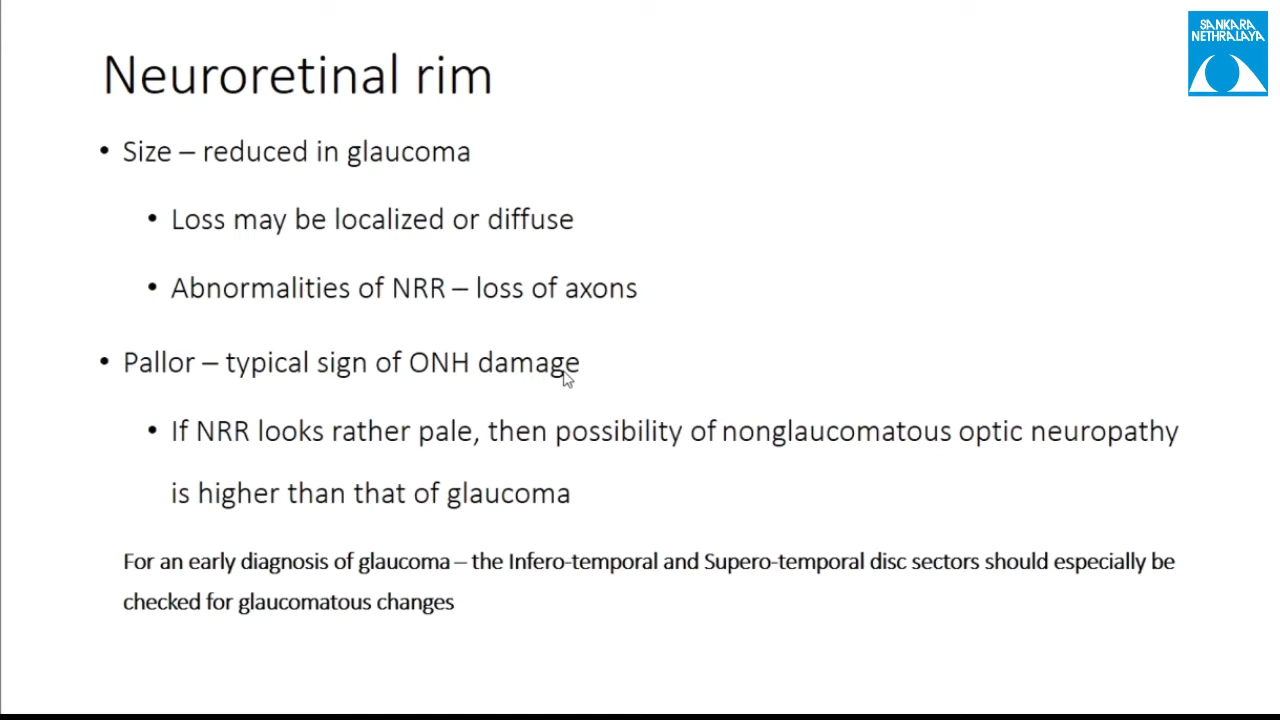 SANKARA
NETHRALAYA
Neuroretinal rim
• Size – reduced in glaucoma
• Loss may be localized or diffuse
• Abnormalities of NRR – loss of axons
• Pallor – typical sign of ONH damage
• If NRR looks rather pale, then possibility of nonglaucomatous optic neuropathy
is higher than that of glaucoma
For an early diagnosis of glaucoma – the Infero-temporal and Supero-temporal disc sectors should especially be
checked for glaucomatous changes